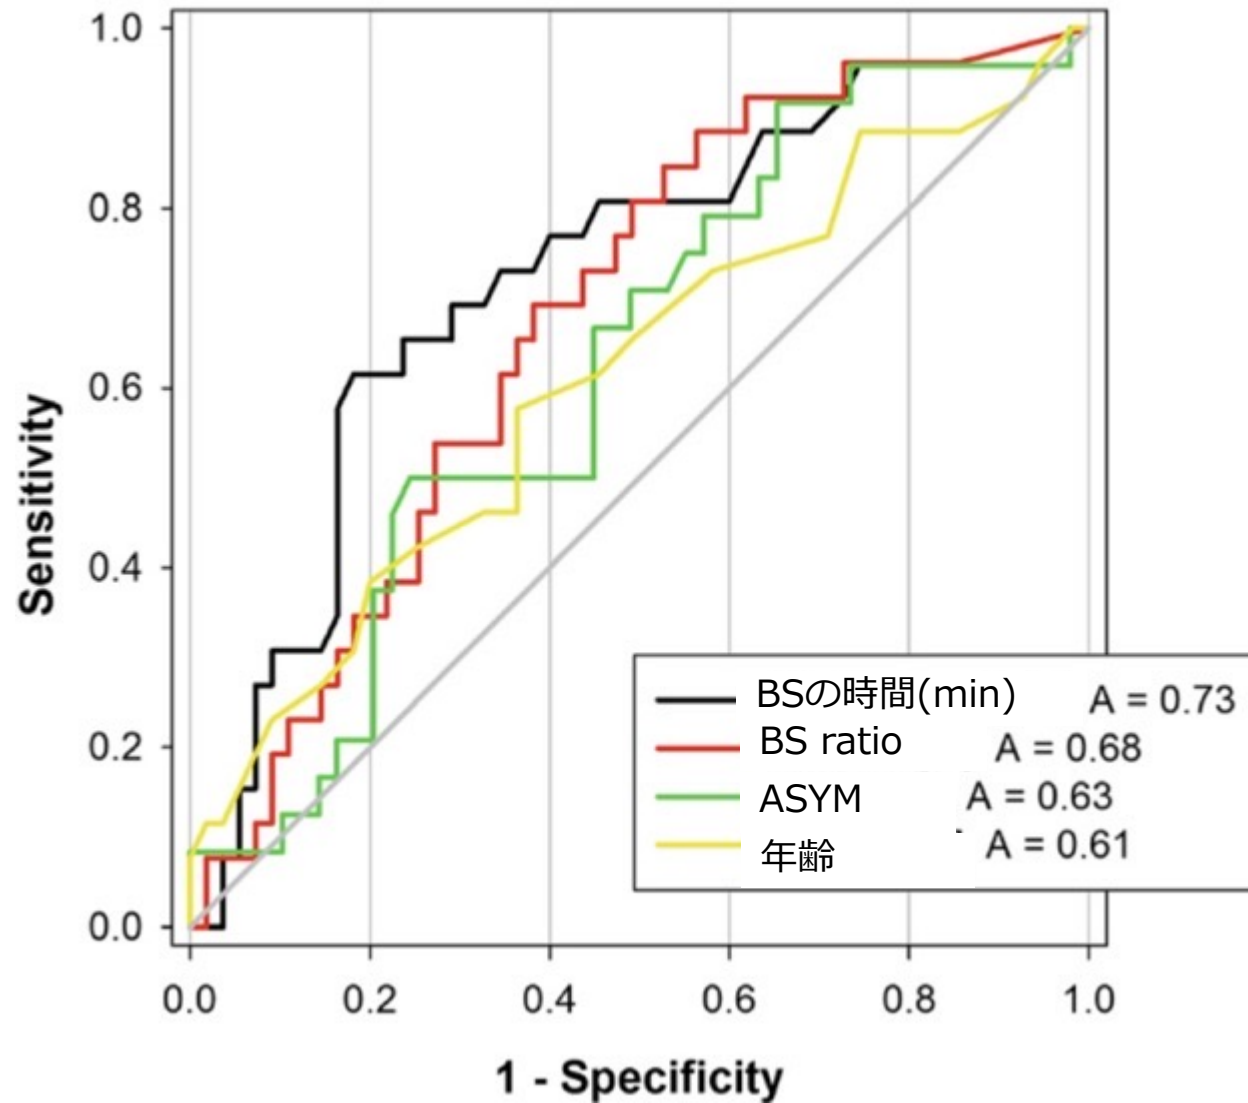 1.0
0.8
0.6
0.4
0.2
0.0
Sensitivity
BSの時間(min) A = 0.73
BS ratio A = 0.68
ASYM A = 0.63
年齢 A = 0.61
0.0 0.2 0.4 0.6 0.8 1.0
1 - Specificity